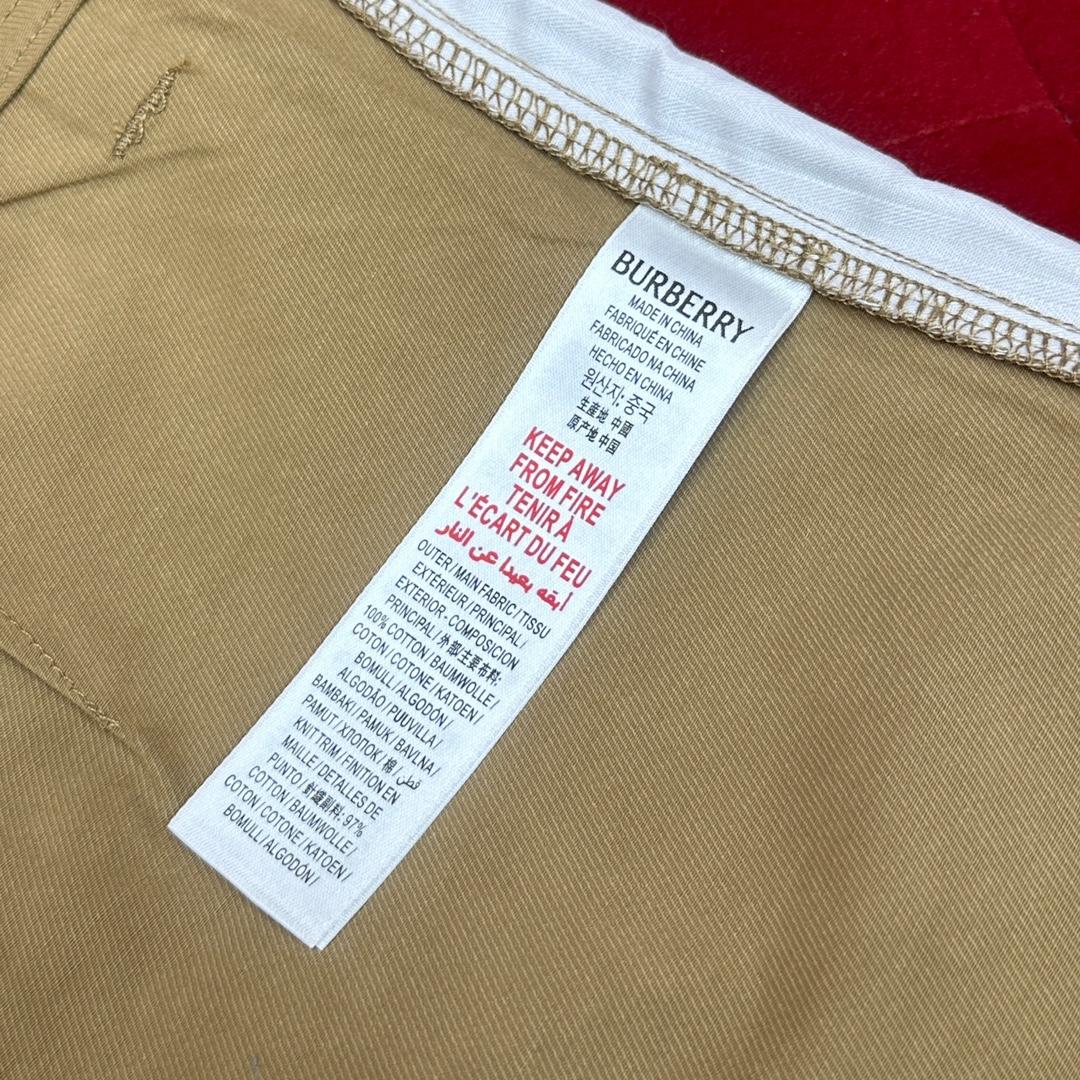 BURBERRY
MADE IN CHINA
FABRIQUÉ EN CHINE
FABRICADO NA CHINA
HECHO EN CHINA
원산지: 중국
生産地 中國
原产地 中国
KEEP AWAY
FROM FIRE
TENIR À
L'ÉCART DU FEU
أبقه بعيدا عن النار
OUTER / MAIN FABRIC / TISSU
EXTÉRIEUR / PRINCIPAL /
EXTERIOR - COMPOSICION
PRINCIPAL / 外部主要布料:
100% COTTON / BAUMWOLLE /
COTON / COTONE / KATOEN /
BOMULL / ALGODÓN /
ALGODÃO / PUUVILLA /
BAMBAKI / PAMUK / BAVLNA /
PAMUT / ХЛОПОК / 棉 / قطن
KNIT TRIM / FINITION EN
MAILLE / DETALLES DE
PUNTO / 針縫副料: 97%
COTTON / BAUMWOLLE /
COTON / COTONE / KATOEN /
BOMULL / ALGODÓN /